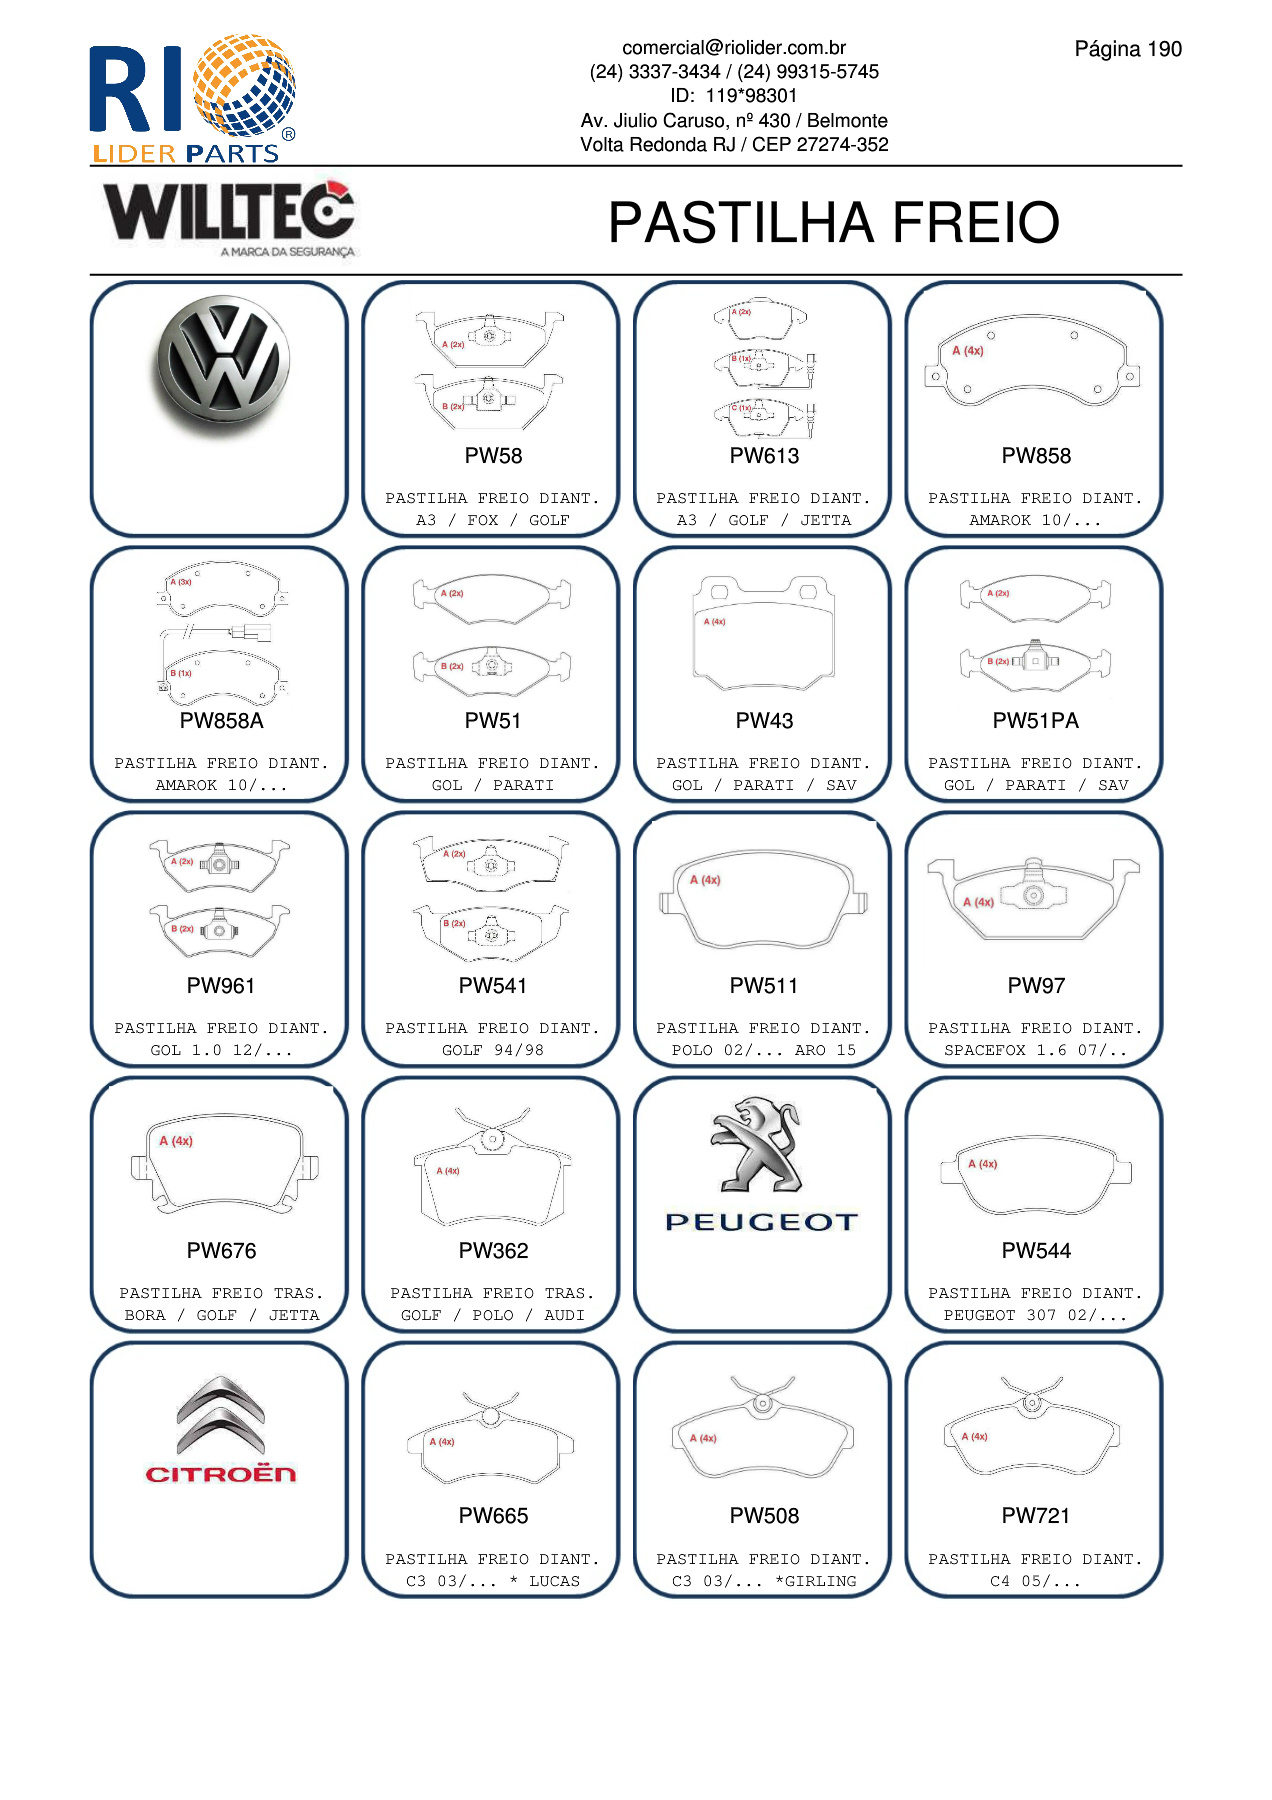 RIO
LIDER PARTS
®
comercial@riolider.com.br
(24) 3337-3434 / (24) 99315-5745
ID: 119*98301
Av. Jiulio Caruso, nº 430 / Belmonte
Volta Redonda RJ / CEP 27274-352
Página 190
WILLTEC
A MARCA DA SEGURANÇA
PASTILHA FREIO
A (2x)
B (2x)
PW58
PASTILHA FREIO DIANT.
A3 / FOX / GOLF
A (2x)
B (1x)
C (1x)
PW613
PASTILHA FREIO DIANT.
A3 / GOLF / JETTA
A (4x)
PW858
PASTILHA FREIO DIANT.
AMAROK 10/...
A (3x)
B (1x)
PW858A
PASTILHA FREIO DIANT.
AMAROK 10/...
A (2x)
B (2x)
PW51
PASTILHA FREIO DIANT.
GOL / PARATI
A (4x)
PW43
PASTILHA FREIO DIANT.
GOL / PARATI / SAV
A (2x)
B (2x)
PW51PA
PASTILHA FREIO DIANT.
GOL / PARATI / SAV
A (2x)
B (2x)
PW961
PASTILHA FREIO DIANT.
GOL 1.0 12/...
A (2x)
B (2x)
PW541
PASTILHA FREIO DIANT.
GOLF 94/98
A (4x)
PW511
PASTILHA FREIO DIANT.
POLO 02/... ARO 15
A (4x)
PW97
PASTILHA FREIO DIANT.
SPACEFOX 1.6 07/..
A (4x)
PW676
PASTILHA FREIO TRAS.
BORA / GOLF / JETTA
A (4x)
PW362
PASTILHA FREIO TRAS.
GOLF / POLO / AUDI
PEUGEOT
A (4x)
PW544
PASTILHA FREIO DIANT.
PEUGEOT 307 02/...
CITROËN
A (4x)
PW665
PASTILHA FREIO DIANT.
C3 03/... * LUCAS
A (4x)
PW508
PASTILHA FREIO DIANT.
C3 03/... *GIRLING
A (4x)
PW721
PASTILHA FREIO DIANT.
C4 05/...